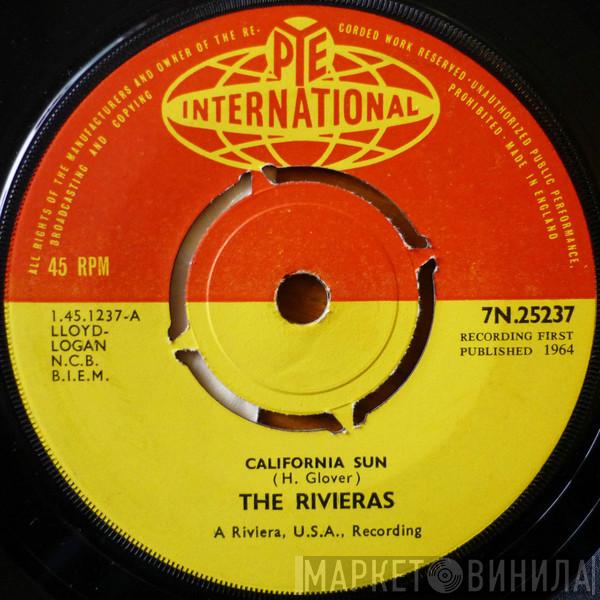 ALL RIGHTS OF THE MANUFACTURERS AND OWNER OF THE RE-
CORDED WORK RESERVED·UNAUTHORIZED PUBLIC PERFORMANCE,
BROADCASTING AND COPYING
PROHIBITED·MADE IN ENGLAND
PYE
INTERNATIONAL
45 RPM
1.45.1237-A
LLOYD-
LOGAN
N.C.B.
B.I.E.M.
7N.25237
RECORDING FIRST
PUBLISHED 1964
CALIFORNIA SUN
(H. Glover)
THE RIVIERAS
A Riviera, U.S.A., Recording
МАРКЕТ ВИНИЛА